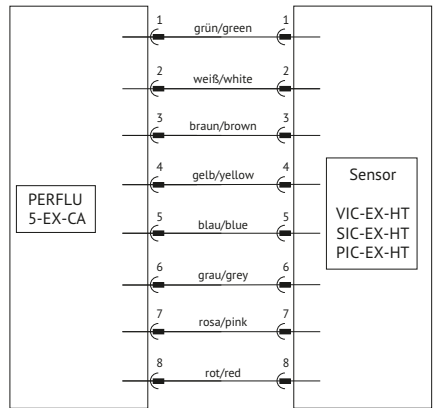 1 grün/green 1
2 weiß/white 2
3 braun/brown 3
4 gelb/yellow 4
5 blau/blue 5
6 grau/grey 6
7 rosa/pink 7
8 rot/red 8
PERFLU
5-EX-CA
Sensor
VIC-EX-HT
SIC-EX-HT
PIC-EX-HT